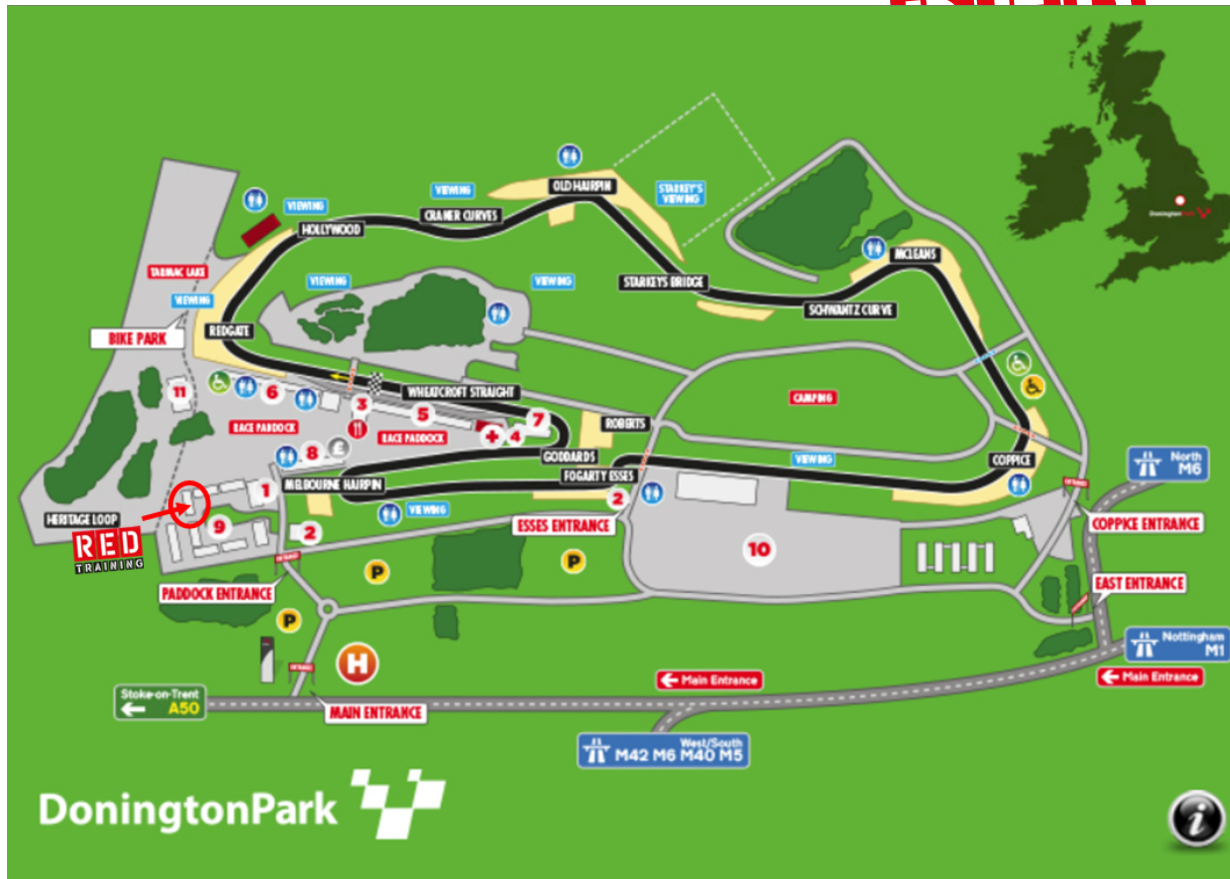 VIEWING
OLD HAIRPIN
STARKEY'S
VIEWING
VIEWING
CRANER CURVES
HOLLYWOOD
DoningtonPark
MCLEANS
TARMAC LAKE
VIEWING
VIEWING
STARKEYS BRIDGE
VIEWING
SCHWANTZ CURVE
BIKE PARK
REDGATE
11
6
WHEATCROFT STRAIGHT
3
5
7
CAMPING
RACE PADDOCK
RACE PADDOCK
4
ROBERTS
GODDARDS
8
£
VIEWING
COPPICE
North
M6
FOGARTY ESSES
MELBOURNE HAIRPIN
1
2
ENTRANCE
VIEWING
HERITAGE LOOP
9
2
ESSES ENTRANCE
COPPICE ENTRANCE
RED
TRAINING
10
ENTRANCE
P
P
EAST ENTRANCE
PADDOCK ENTRANCE
P
Nottingham
M1
H
ENTRANCE
Main Entrance
Main Entrance
Stoke-on-Trent
A50
MAIN ENTRANCE
West/South
M42 M6 M40 M5
DoningtonPark
i